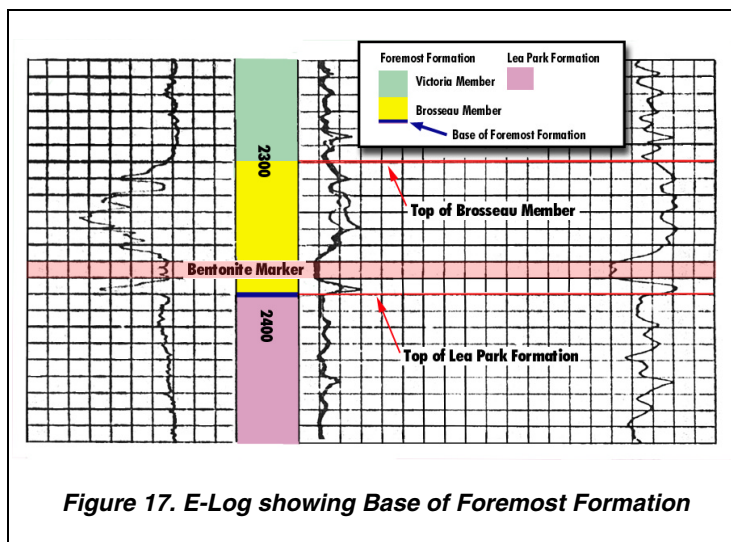 Foremost Formation
Lea Park Formation
Victoria Member
Brosseau Member
Base of Foremost Formation
2300
Top of Brosseau Member
Bentonite Marker
2400
Top of Lea Park Formation
Figure 17. E-Log showing Base of Foremost Formation